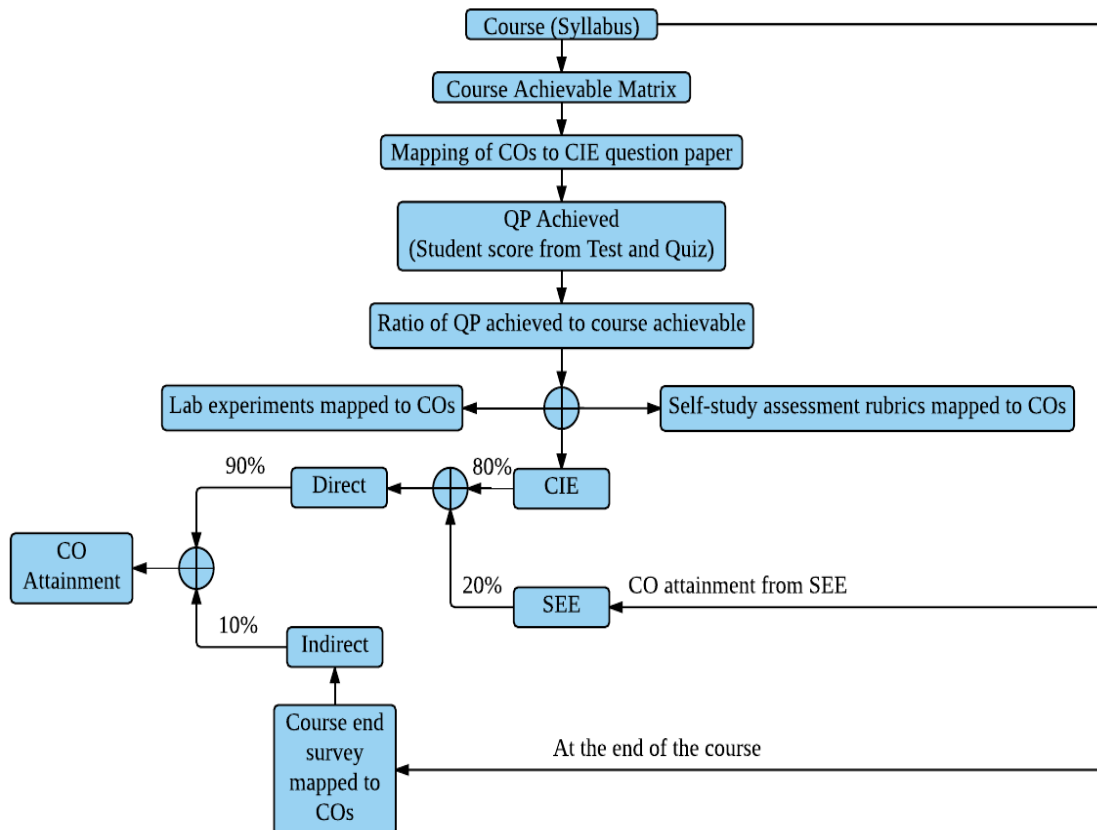 Course (Syllabus)
Course Achievable Matrix
Mapping of COs to CIE question paper
QP Achieved
(Student score from Test and Quiz)
Ratio of QP achieved to course achievable
Lab experiments mapped to COs
Self-study assessment rubrics mapped to COs
90%
Direct
80%
CIE
CO
Attainment
20%
SEE
CO attainment from SEE
10%
Indirect
Course end
survey
mapped to
COs
At the end of the course